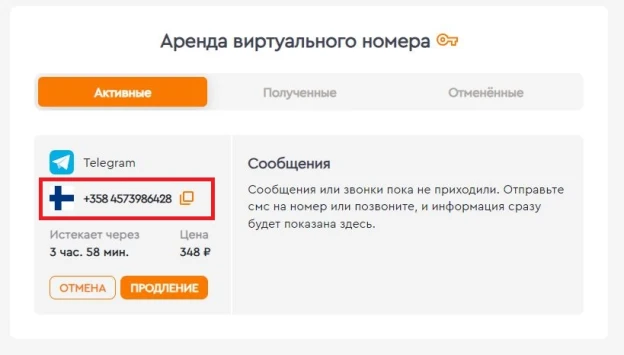 Аренда виртуального номера
Активные
Полученные
Отменённые
Telegram
+358 4573986428
Истекает через
Цена
3 час. 58 мин.
348 ₽
ОТМЕНА
ПРОДЛЕНИЕ
Сообщения
Сообщения или звонки пока не приходили. Отправьте
смс на номер или позвоните, и информация сразу
будет показана здесь.